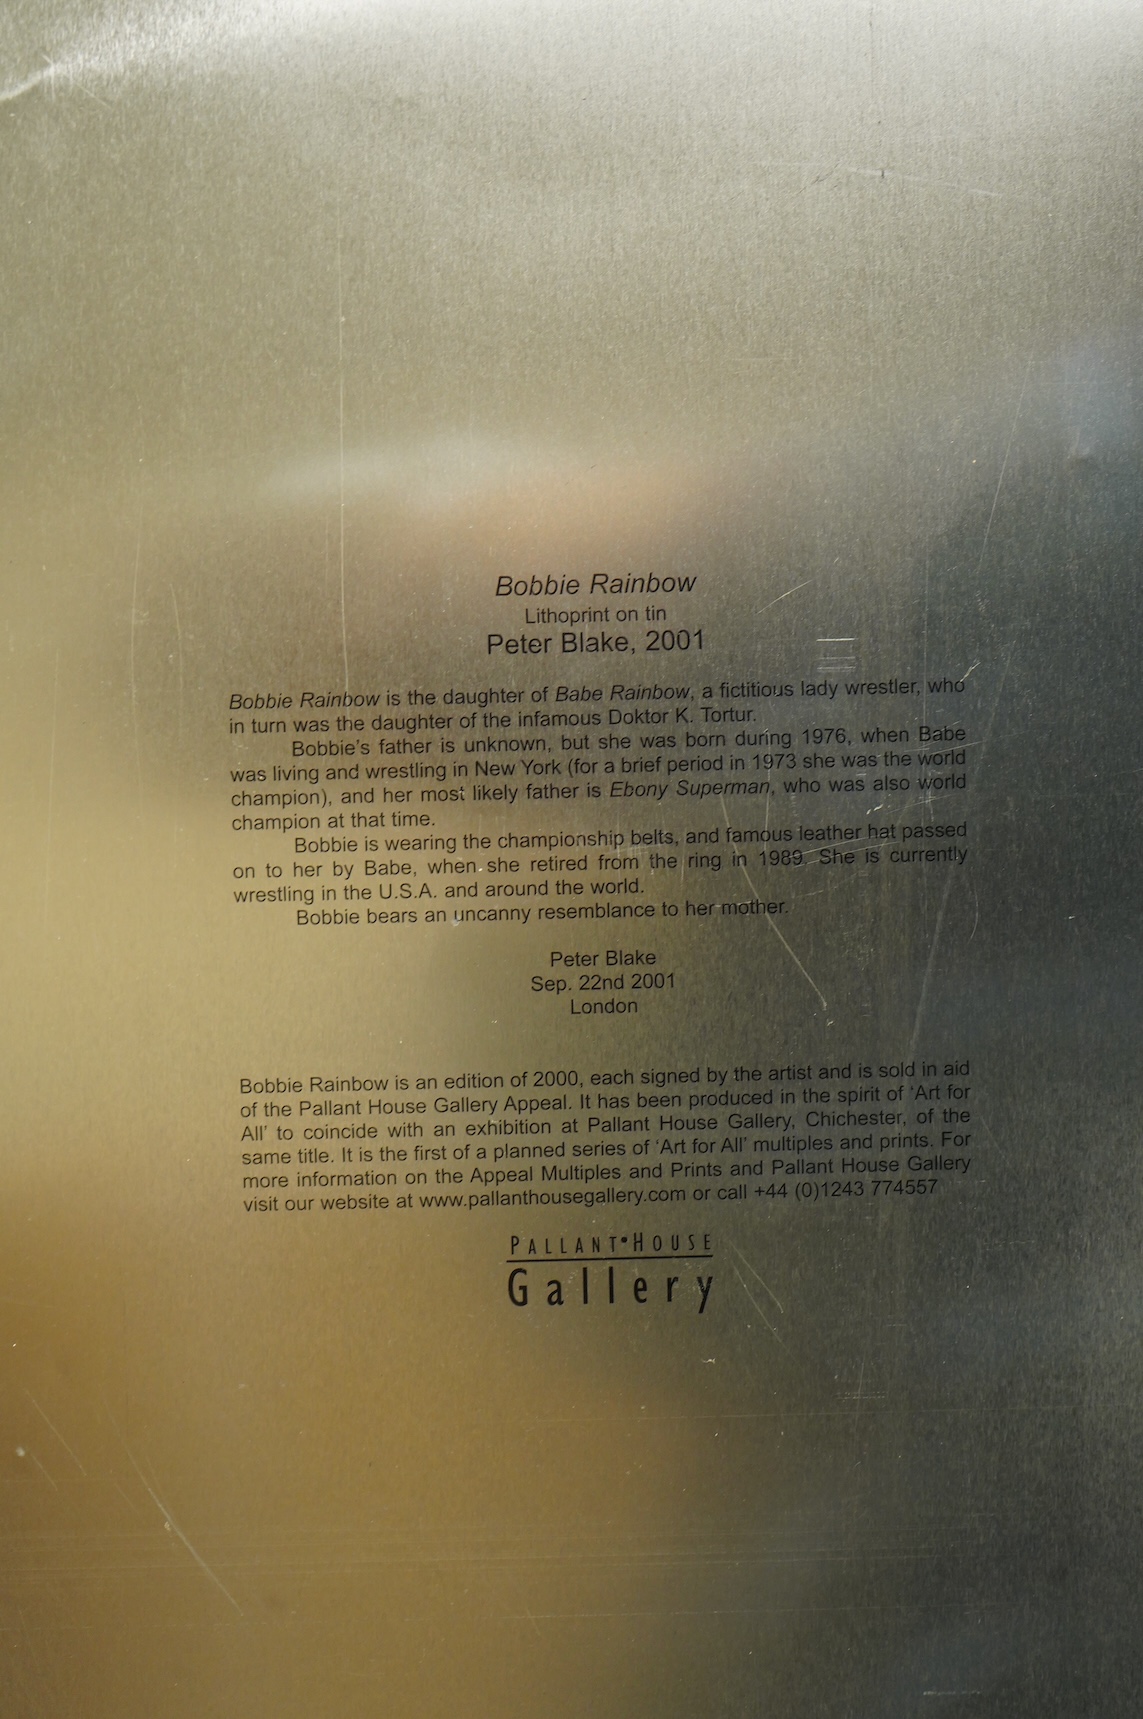 Bobbie Rainbow
Lithoprint on tin
Peter Blake, 2001
Bobbie Rainbow is the daughter of Babe Rainbow, a fictitious lady wrestler, who
in turn was the daughter of the infamous Doktor K. Tortur.
Bobbie's father is unknown, but she was born during 1976, when Babe
was living and wrestling in New York (for a brief period in 1973 she was the world
champion), and her most likely father is Ebony Superman, who was also world
champion at that time.
Bobbie is wearing the championship belts, and famous leather hat passed
on to her by Babe, when she retired from the ring in 1989. She is currently
wrestling in the U.S.A. and around the world.
Bobbie bears an uncanny resemblance to her mother.
Peter Blake
Sep. 22nd 2001
London
Bobbie Rainbow is an edition of 2000, each signed by the artist and is sold in aid
of the Pallant House Gallery Appeal. It has been produced in the spirit of 'Art for
All' to coincide with an exhibition at Pallant House Gallery, Chichester, of the
same title. It is the first of a planned series of 'Art for All' multiples and prints. For
more information on the Appeal Multiples and Prints and Pallant House Gallery
visit our website at www.pallanthousegallery.com or call +44 (0)1243 774557
PALLANT•HOUSE
Gallery